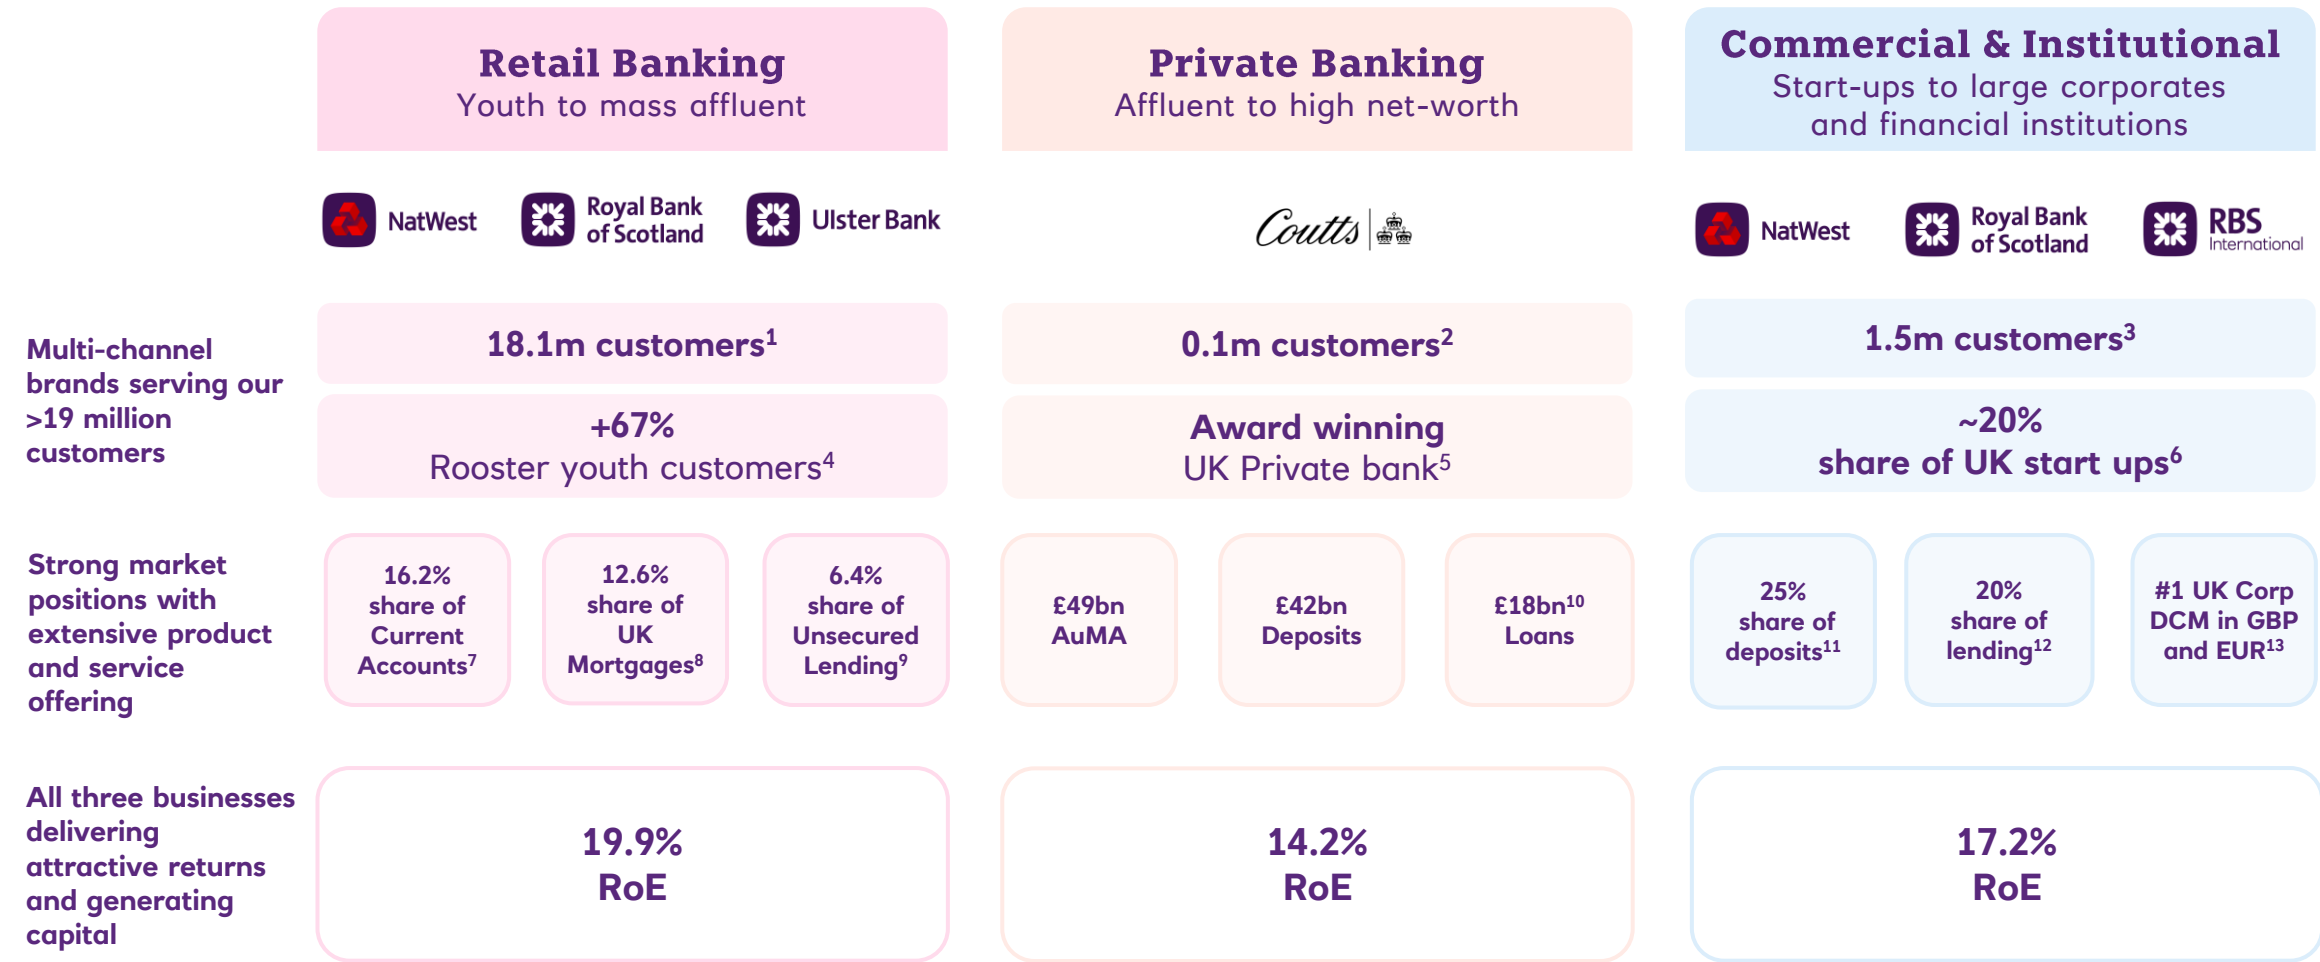 Retail Banking
Youth to mass affluent
Private Banking
Affluent to high net-worth
Commercial & Institutional
Start-ups to large corporates
and financial institutions
NatWest
Royal Bank
of Scotland
Ulster Bank
Coutts
NatWest
Royal Bank
of Scotland
RBS
International
Multi-channel
brands serving our
>19 million
customers
18.1m customers¹
0.1m customers²
1.5m customers³
+67%
Rooster youth customers⁴
Award winning
UK Private bank⁵
~20%
share of UK start ups⁶
Strong market
positions with
extensive product
and service
offering
16.2%
share of
Current
Accounts⁷
12.6%
share of
UK
Mortgages⁸
6.4%
share of
Unsecured
Lending⁹
£49bn
AuMA
£42bn
Deposits
£18bn¹⁰
Loans
25%
share of
deposits¹¹
20%
share of
lending¹²
#1 UK Corp
DCM in GBP
and EUR¹³
All three businesses
delivering
attractive returns
and generating
capital
19.9%
RoE
14.2%
RoE
17.2%
RoE